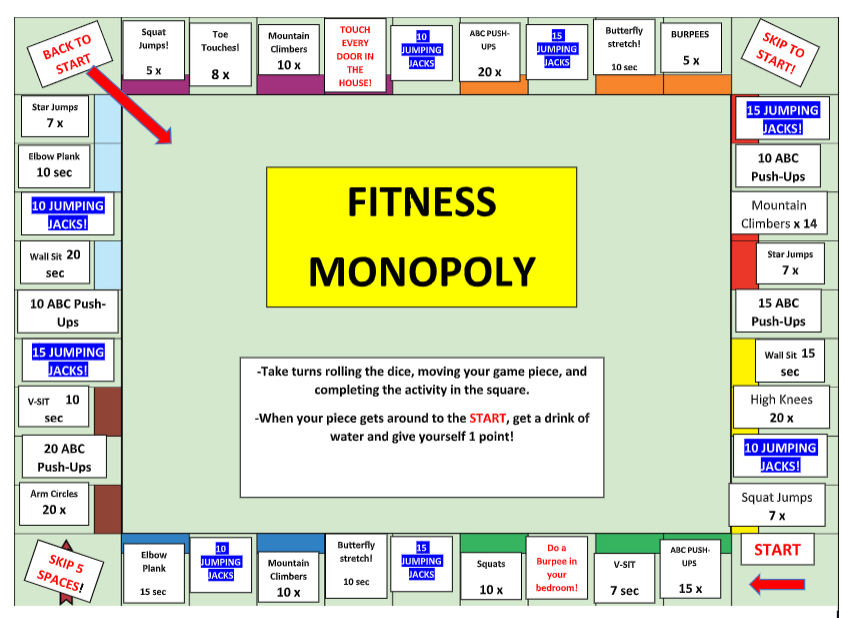 BACK TO
START
Squat
Jumps!
5 x
Toe
Touches!
8 x
Mountain
Climbers
10 x
TOUCH
EVERY
DOOR IN
THE
HOUSE!
10
JUMPING
JACKS
ABC PUSH-
UPS
20 x
15
JUMPING
JACKS
Butterfly
stretch!
10 sec
BURPEES
5 x
SKIP TO
START!
Star Jumps
7 x
Elbow Plank
10 sec
10 JUMPING
JACKS!
Wall Sit 20
sec
10 ABC Push-
Ups
15 JUMPING
JACKS!
V-SIT 10
sec
20 ABC
Push-Ups
Arm Circles
20 x
FITNESS
MONOPOLY
-Take turns rolling the dice, moving your game piece, and
completing the activity in the square.
-When your piece gets around to the START, get a drink of
water and give yourself 1 point!
15 JUMPING
JACKS!
10 ABC
Push-Ups
Mountain
Climbers x 14
Star Jumps
7 x
15 ABC
Push-Ups
Wall Sit 15
sec
High Knees
20 x
10 JUMPING
JACKS!
Squat Jumps
7 x
SKIP 5
SPACES!
Elbow
Plank
15 sec
10
JUMPING
JACKS
Mountain
Climbers
10 x
Butterfly
stretch!
10 sec
15
JUMPING
JACKS
Squats
10 x
Do a
Burpee in
your
bedroom!
V-SIT
7 sec
ABC PUSH-
UPS
15 x
START